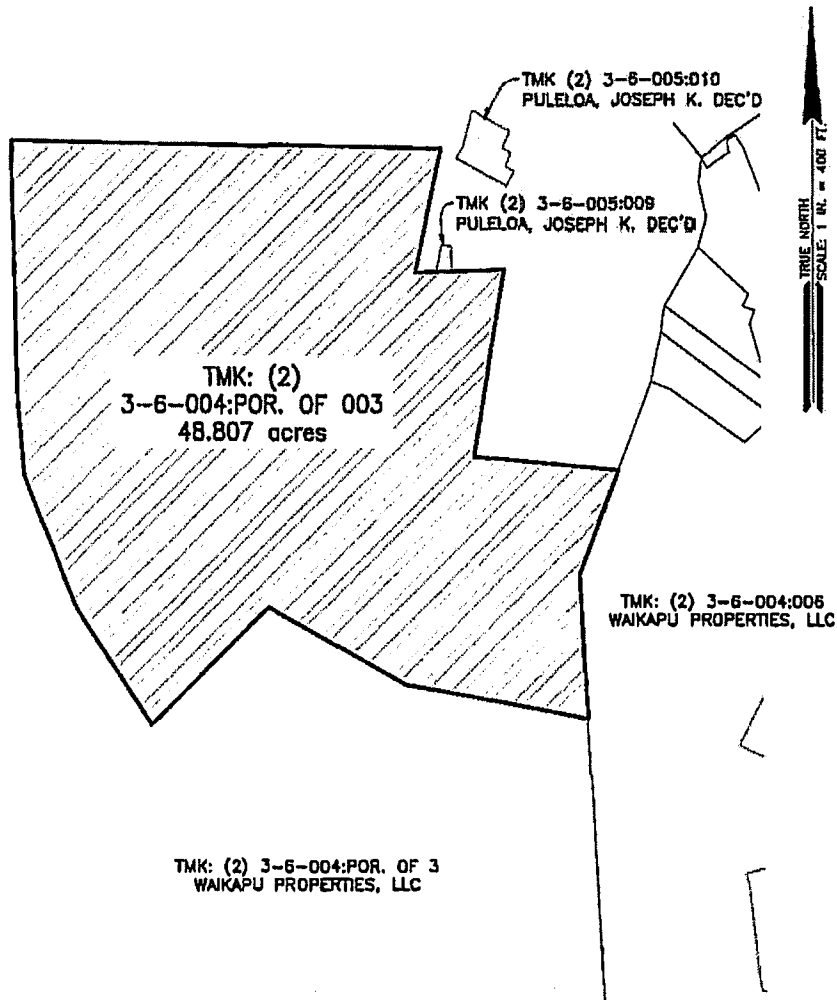 TMK (2) 3-6-005:010
PULELOA, JOSEPH K. DEC'D
TMK (2) 3-6-005:009
PULELOA, JOSEPH K. DEC'D
TRUE NORTH
SCALE: 1 IN. = 400 FT.
TMK: (2)
3-6-004:POR. OF 003
48.807 acres
TMK: (2) 3-6-004:006
WAIKAPU PROPERTIES, LLC
TMK: (2) 3-6-004:POR. OF 3
WAIKAPU PROPERTIES, LLC